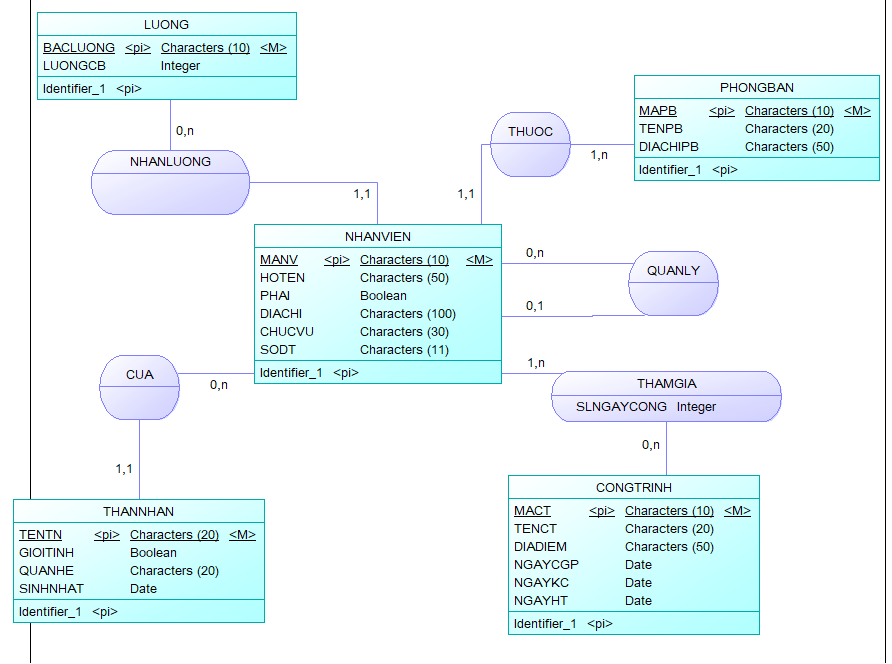 LUONG
BACLUONG <pi> Characters (10) <M>
LUONGCB Integer
Identifier_1 <pi>
0,n
NHANLUONG
1,1
THUOC
1,1
1,n
PHONGBAN
MAPB <pi> Characters (10) <M>
TENPB Characters (20)
DIACHIPB Characters (50)
Identifier_1 <pi>
NHANVIEN
MANV <pi> Characters (10) <M>
HOTEN Characters (50)
PHAI Boolean
DIACHI Characters (100)
CHUCVU Characters (30)
SODT Characters (11)
Identifier_1 <pi>
0,n
QUANLY
0,1
CUA
0,n
1,1
1,n
THAMGIA
SLNGAYCONG Integer
0,n
THANNHAN
TENTN <pi> Characters (20) <M>
GIOITINH Boolean
QUANHE Characters (20)
SINHNHAT Date
Identifier_1 <pi>
CONGTRINH
MACT <pi> Characters (10) <M>
TENCT Characters (20)
DIADIEM Characters (50)
NGAYCGP Date
NGAYKC Date
NGAYHT Date
Identifier_1 <pi>